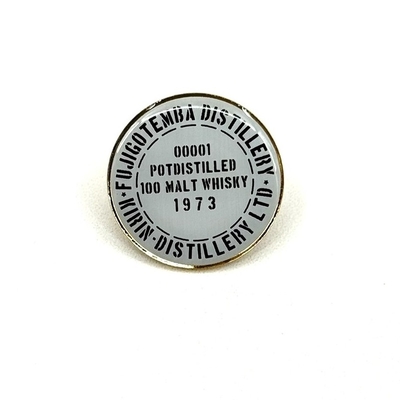 • FUJIGOTEMBA DISTILLERY •
00001
POTDISTILLED
100 MALT WHISKY
1973
KIRIN-DISTILLERY LTD